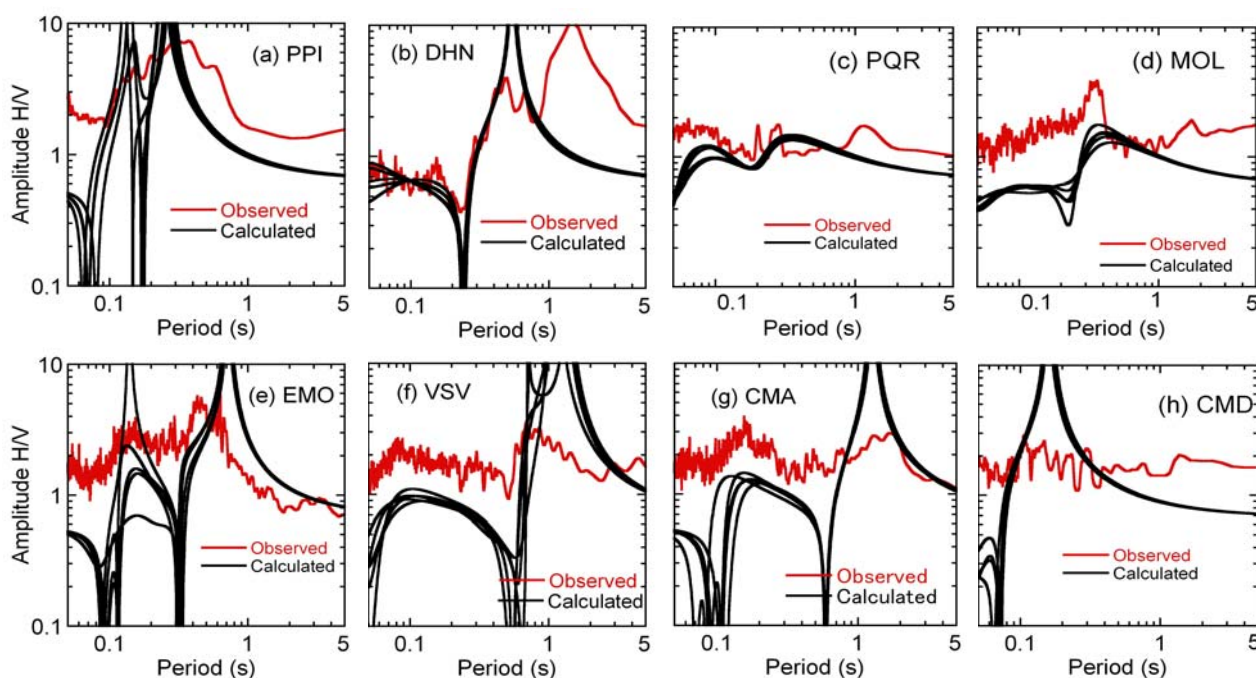 Amplitude H/V
10
1
0.1
(a) PPI
Observed
Calculated
0.1
1
5
Period (s)
(b) DHN
Observed
Calculated
0.1
1
5
Period (s)
(c) PQR
Observed
Calculated
0.1
1
5
Period (s)
(d) MOL
Observed
Calculated
0.1
1
5
Period (s)
Amplitude H/V
10
1
0.1
(e) EMO
Observed
Calculated
0.1
1
5
Period (s)
(f) VSV
Observed
Calculated
0.1
1
5
Period (s)
(g) CMA
Observed
Calculated
0.1
1
5
Period (s)
(h) CMD
Observed
Calculated
0.1
1
5
Period (s)